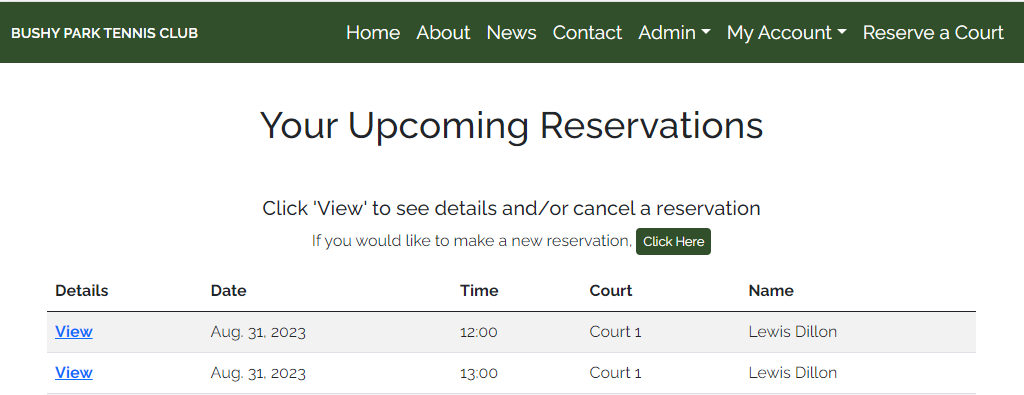 BUSHY PARK TENNIS CLUB Home About News Contact Admin My Account Reserve a Court
Your Upcoming Reservations
Click 'View' to see details and/or cancel a reservation
If you would like to make a new reservation, Click Here
Details Date Time Court Name
View Aug. 31, 2023 12:00 Court 1 Lewis Dillon
View Aug. 31, 2023 13:00 Court 1 Lewis Dillon